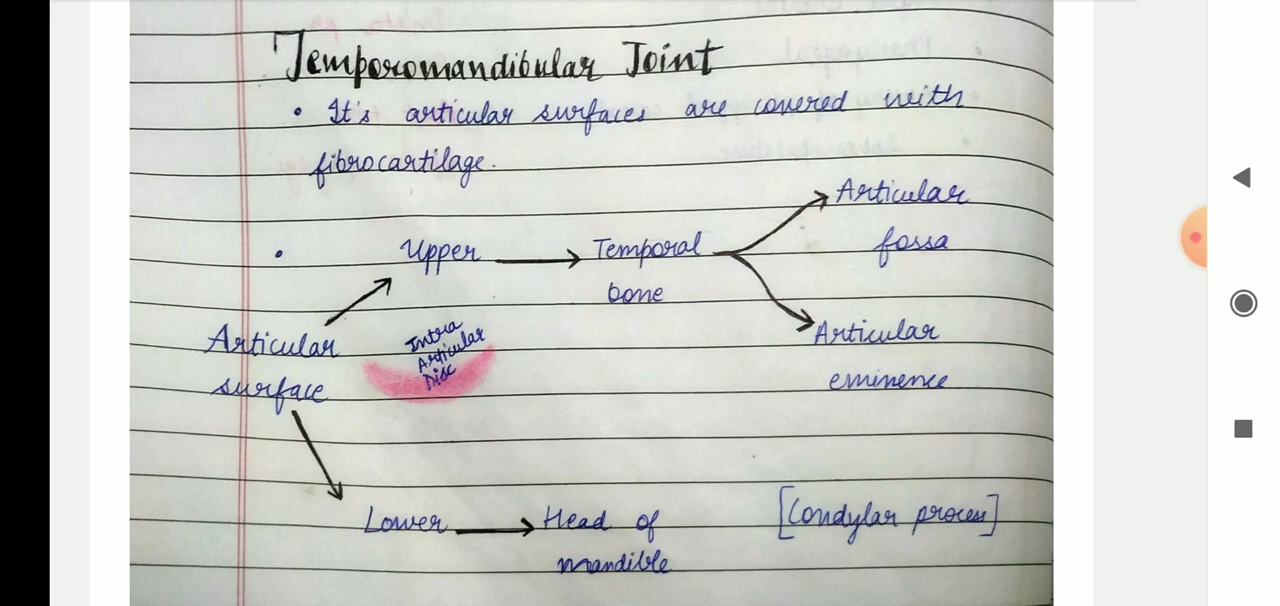 Temporomandibular Joint
• It's articular surfaces are covered with
fibrocartilage.
Articular
fossa
• Upper → Temporal
bone
Articular
eminence
Articular
surface
Intra
Articular
Disc
Lower → Head of
mandible
[Condylar process]